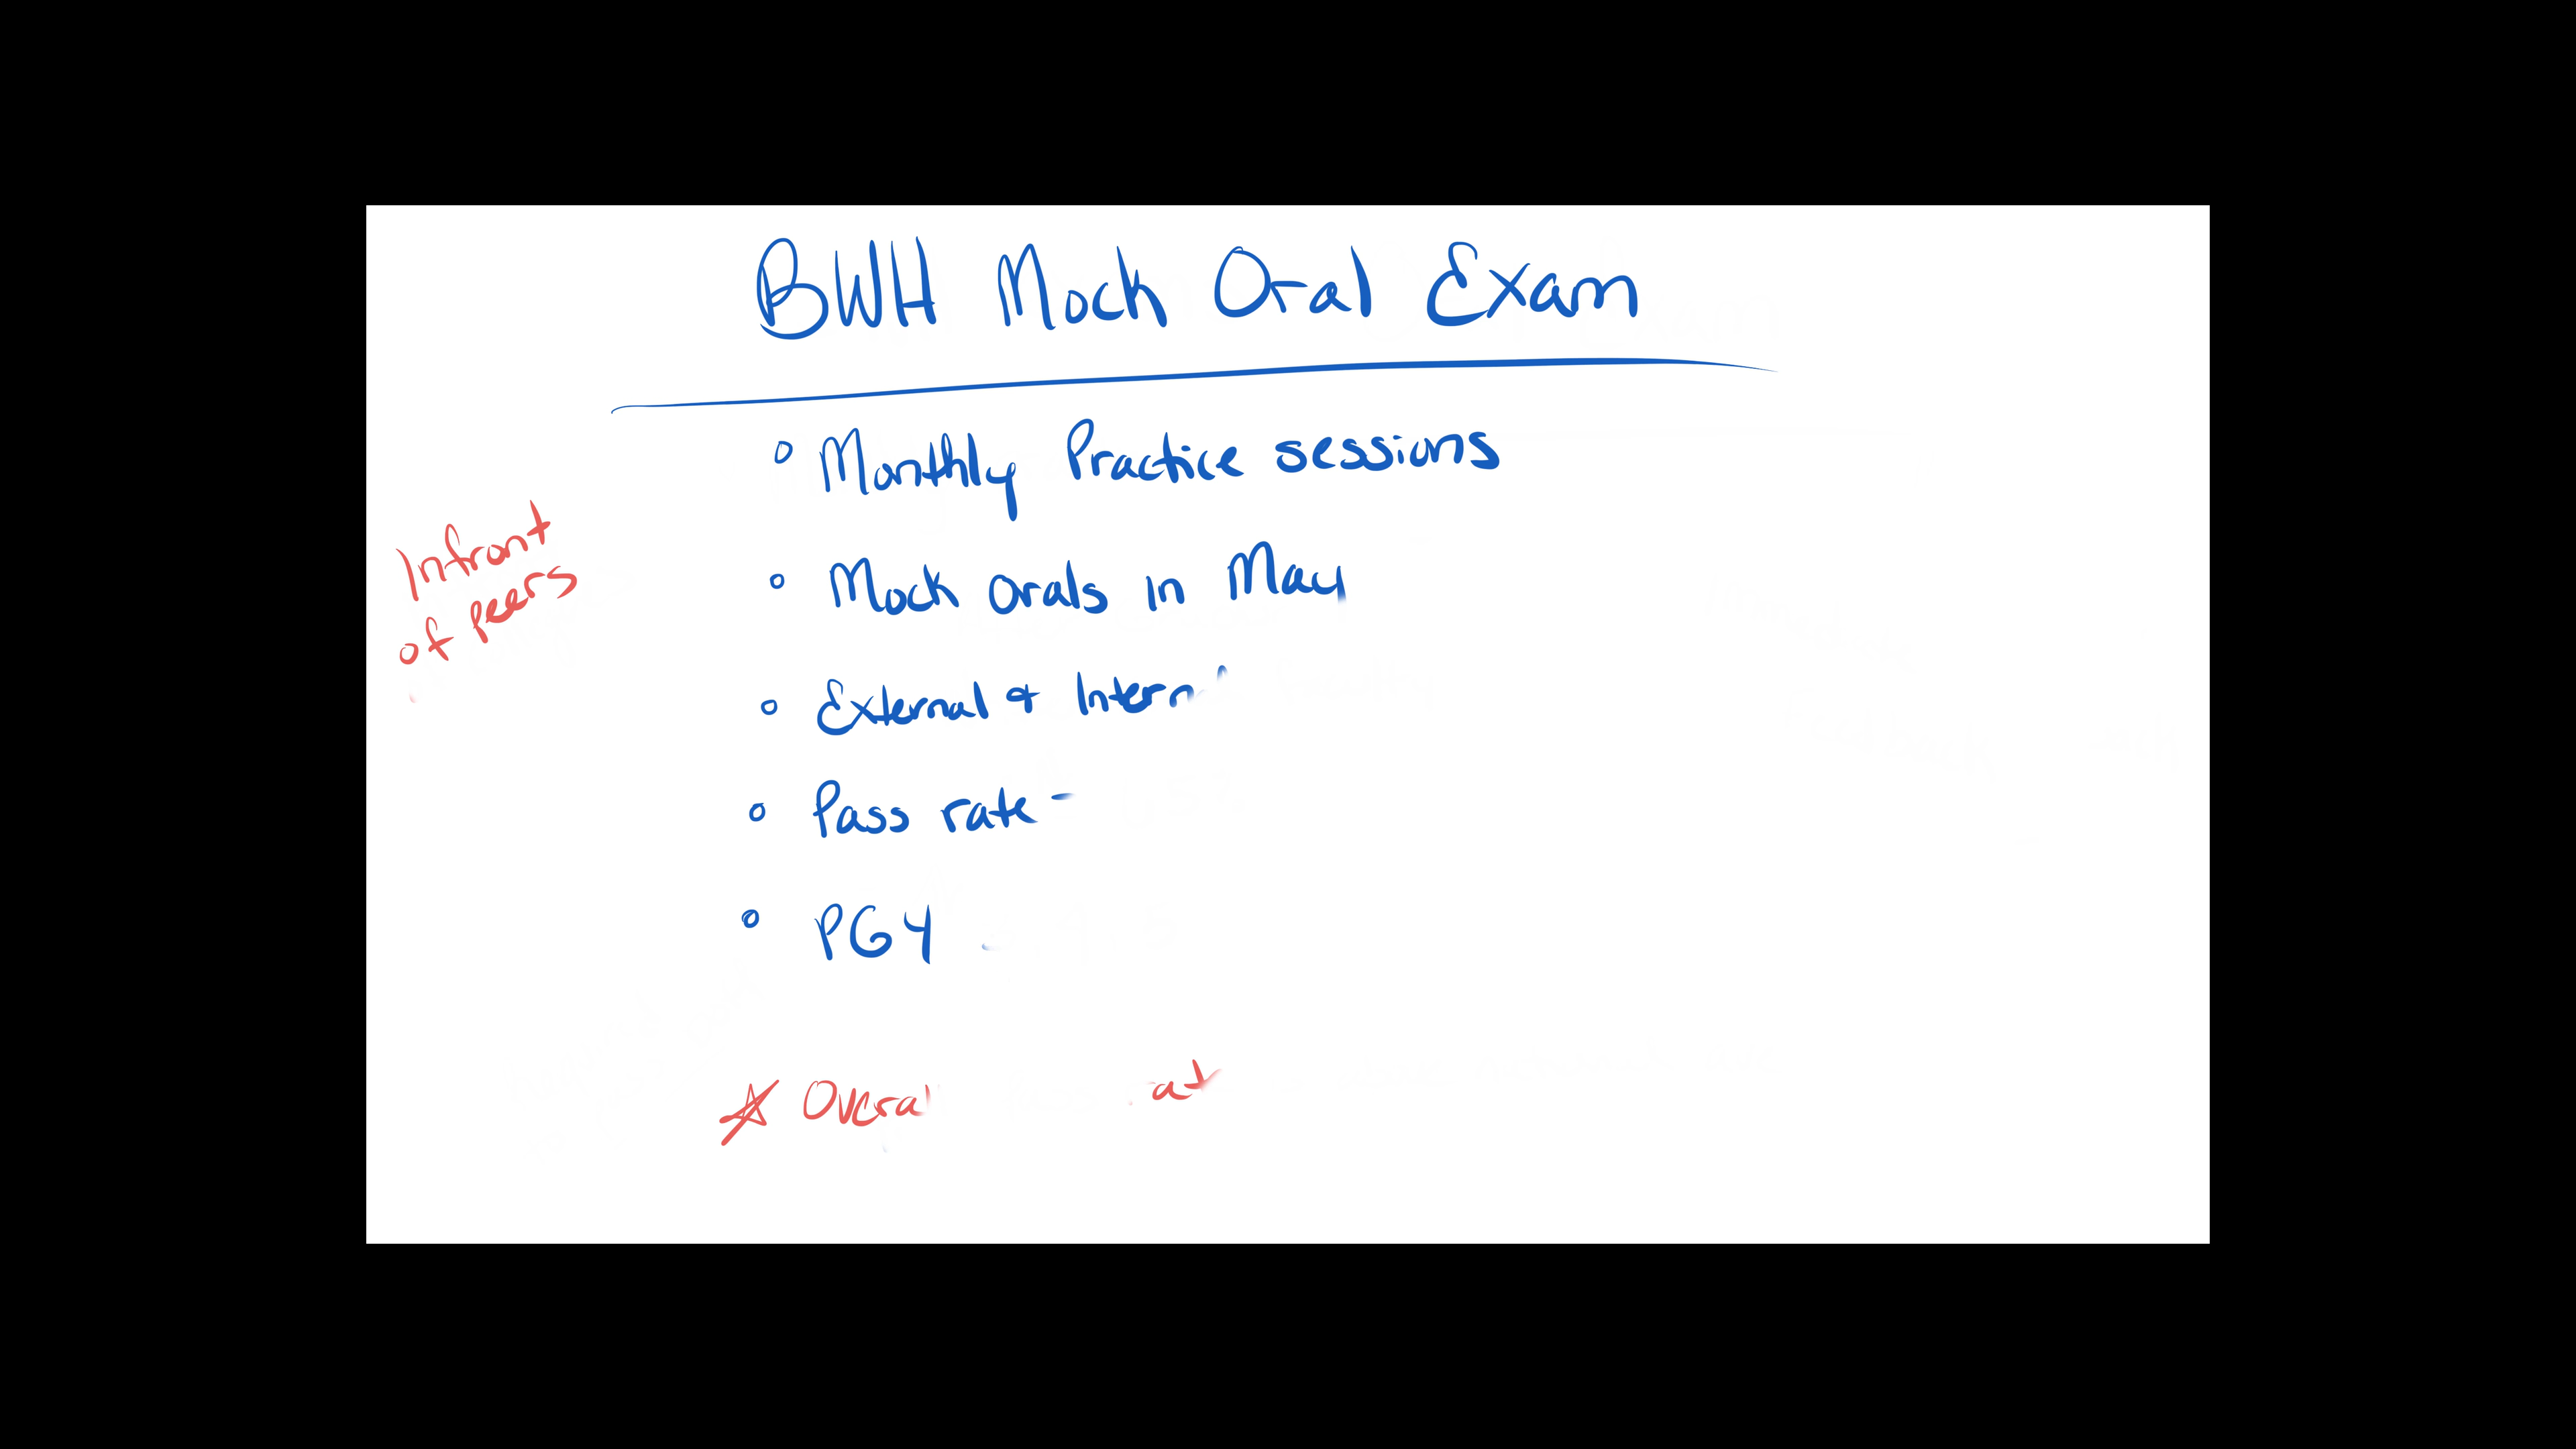 BWH Mock Oral Exam
Monthly Practice sessions
Infront
of peers
Mock orals in May
External & Intern
Pass rate -
PGY
Overal